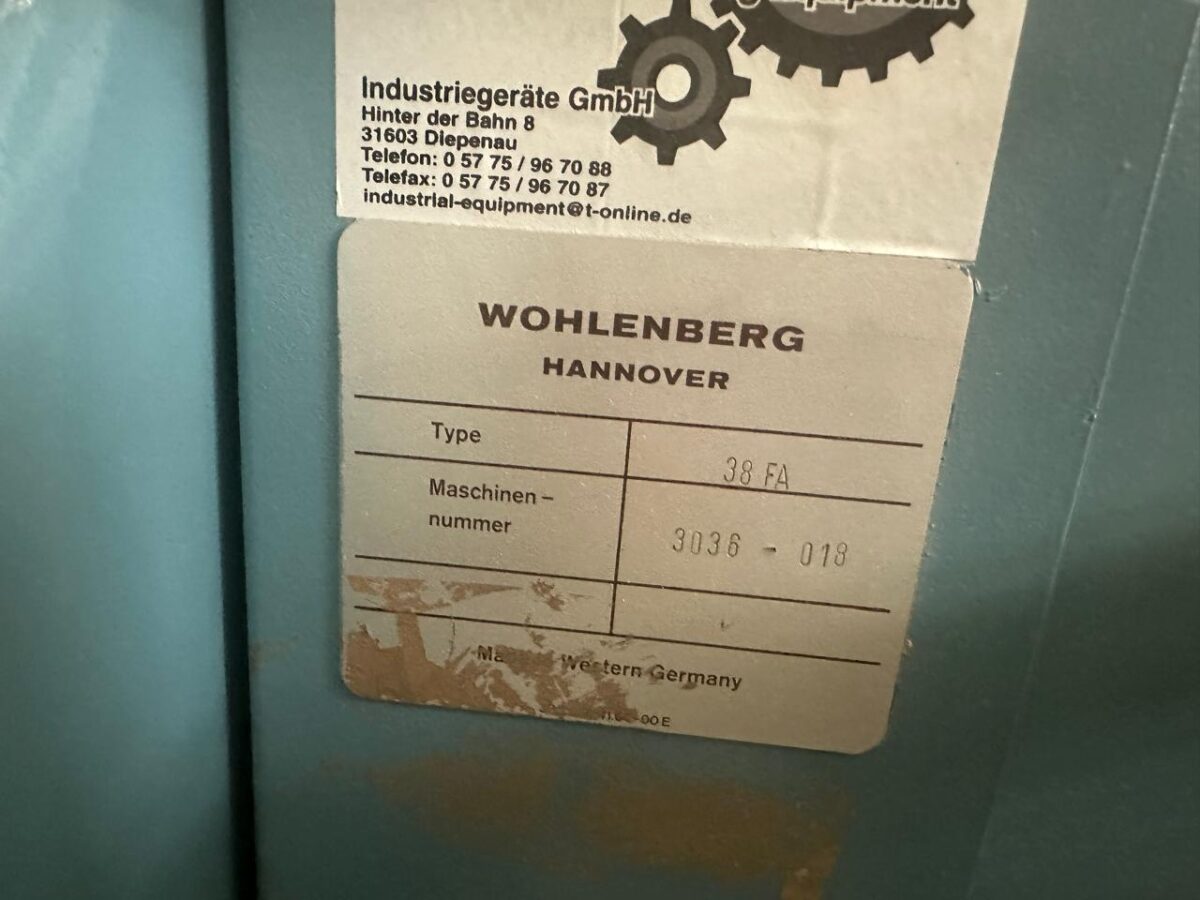 equipment
Industriegeräte GmbH
Hinter der Bahn 8
31603 Diepenau
Telefon: 0 57 75 / 96 70 88
Telefax: 0 57 75 / 96 70 87
industrial-equipment@t-online.de
WOHLENBERG
HANNOVER
Type 38 FA
Maschinen- 3036 - 018
nummer
Western Germany